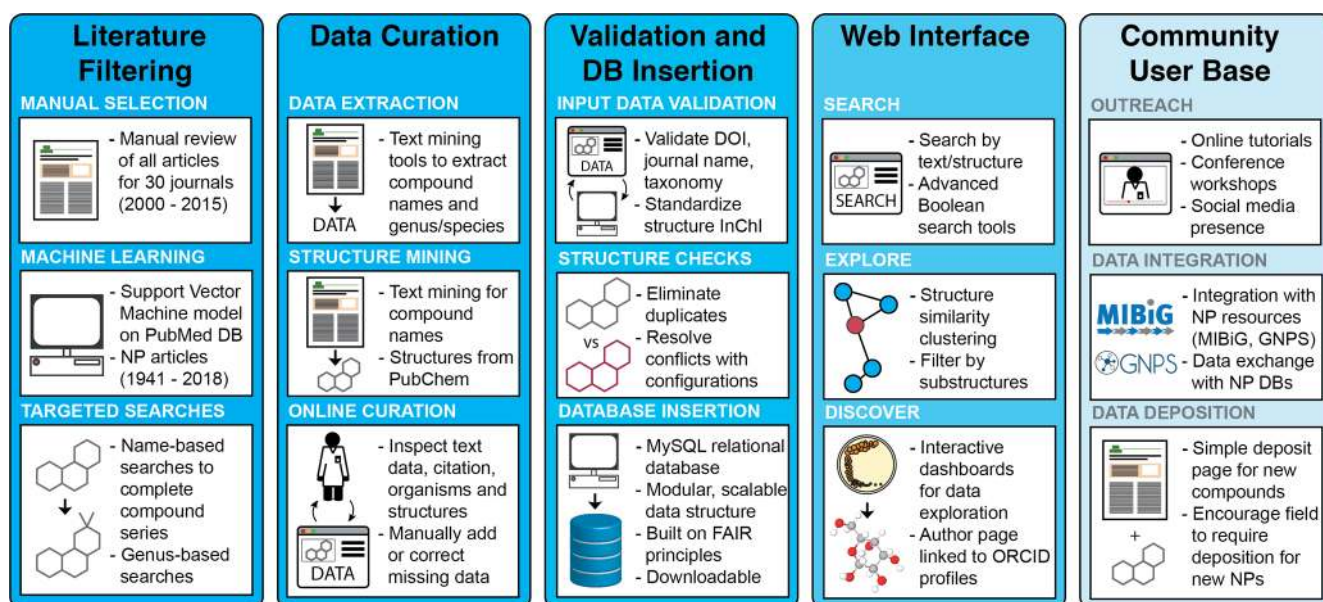 Literature
Filtering
MANUAL SELECTION
- Manual review
of all articles
for 30 journals
(2000 - 2015)
MACHINE LEARNING
- Support Vector
Machine model
on PubMed DB
- NP articles
(1941 - 2018)
TARGETED SEARCHES
- Name-based
searches to
complete
compound
series
- Genus-based
searches
Data Curation
DATA EXTRACTION
DATA
- Text mining
tools to extract
compound
names and
genus/species
STRUCTURE MINING
- Text mining for
compound
names
- Structures from
PubChem
ONLINE CURATION
DATA
- Inspect text
data, citation,
organisms and
structures
- Manually add
or correct
missing data
Validation and
DB Insertion
INPUT DATA VALIDATION
DATA
- Validate DOI,
journal name,
taxonomy
- Standardize
structure InChI
STRUCTURE CHECKS
VS
- Eliminate
duplicates
- Resolve
conflicts with
configurations
DATABASE INSERTION
- MySQL relational
database
- Modular, scalable
data structure
- Built on FAIR
principles
- Downloadable
Web Interface
SEARCH
SEARCH
- Search by
text/structure
- Advanced
Boolean
search tools
EXPLORE
- Structure
similarity
clustering
- Filter by
substructures
DISCOVER
- Interactive
dashboards
for data
exploration
- Author page
linked to ORCID
profiles
Community
User Base
OUTREACH
- Online tutorials
- Conference
workshops
- Social media
presence
DATA INTEGRATION
MIBiG
GNPS
- Integration with
NP resources
(MIBiG, GNPS)
- Data exchange
with NP DBs
DATA DEPOSITION
+
- Simple deposit
page for new
compounds
- Encourage field
to require
deposition for
new NPs